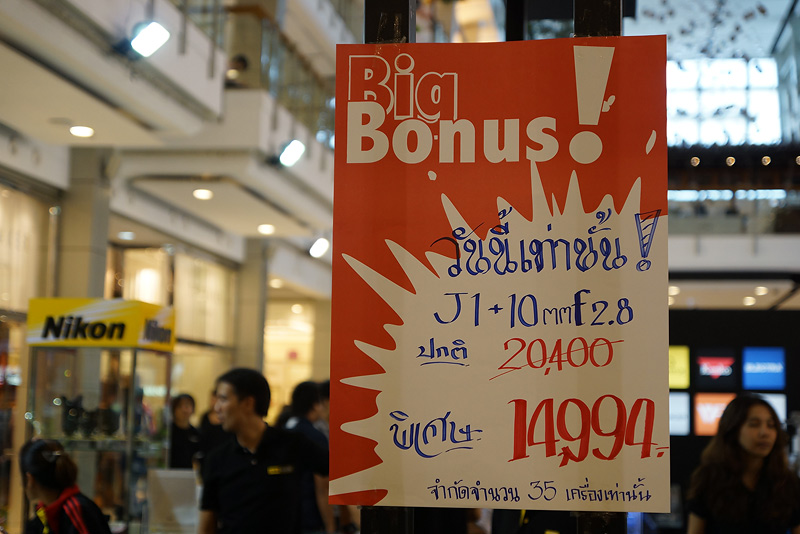 Big
Bonus!
วันนี้เท่านั้น!
J1+10mmf2.8
ปกติ 20,400
พิเศษ 14,994.
จำกัดจำนวน 35 เครื่องเท่านั้น
Nikon
Nikon